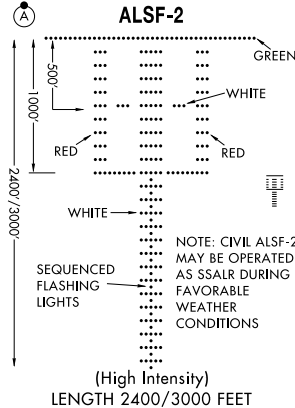 A
ALSF-2
GREEN
500'
1000'
2400'/3000'
WHITE
RED
RED
WHITE
NOTE: CIVIL ALSF-2
MAY BE OPERATED
AS SSALR DURING
FAVORABLE
WEATHER
CONDITIONS
SEQUENCED
FLASHING
LIGHTS
(High Intensity)
LENGTH 2400/3000 FEET